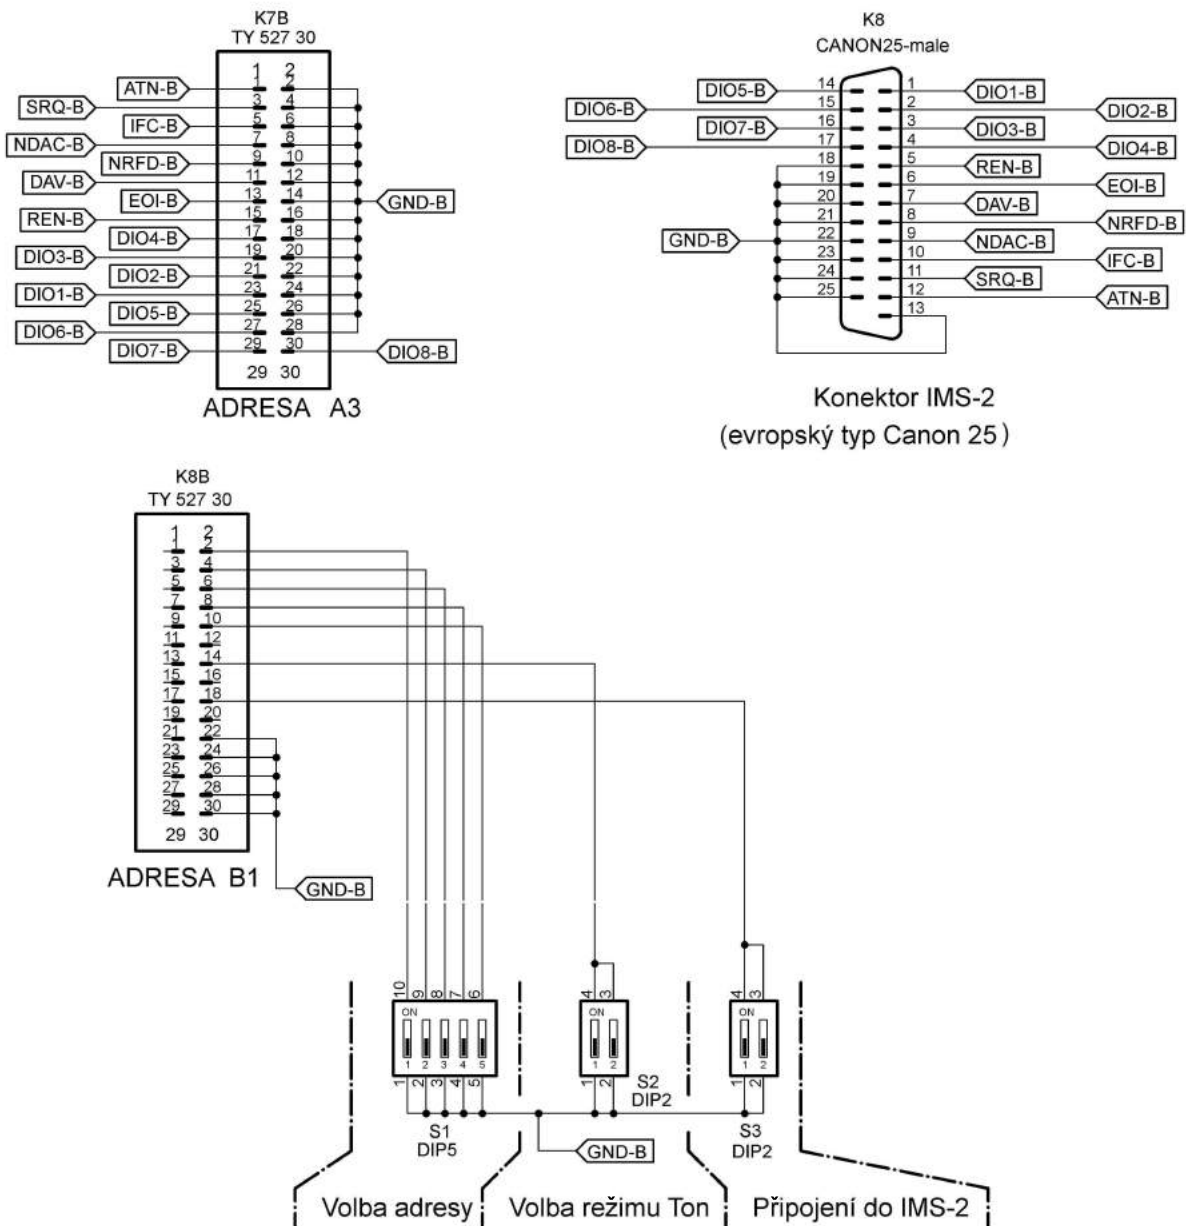 K7B
TY 527 30
1 2
1 2
ATN-B
SRQ-B 3 4
IFC-B 5 6
NDAC-B 7 8
NRFD-B 9 10
DAV-B 11 12
EOI-B 13 14 GND-B
REN-B 15 16
DIO4-B 17 18
DIO3-B 19 20
DIO2-B 21 22
DIO1-B 23 24
DIO5-B 25 26
DIO6-B 27 28
DIO7-B 29 30 DIO8-B
29 30
ADRESA A3
K8
CANON25-male
DIO5-B 14 1 DIO1-B
DIO6-B 15 2 DIO2-B
DIO7-B 16 3 DIO3-B
DIO8-B 17 4 DIO4-B
18 5 REN-B
19 6 EOI-B
20 7 DAV-B
21 8 NRFD-B
GND-B 22 9 NDAC-B
23 10 IFC-B
24 11 SRQ-B
25 12 ATN-B
13
Konektor IMS-2
(evropský typ Canon 25)
K8B
TY 527 30
1 2
1 2
3 4
5 6
7 8
9 10
11 12
13 14
15 16
17 18
19 20
21 22
23 24
25 26
27 28
29 30
29 30
ADRESA B1
GND-B
10 9 8 7 6
ON
1 2 3 4 5
1 2 3 4 5
S1
DIP5
4 3
ON
1 2
1 2
S2
DIP2
GND-B
4 3
ON
1 2
1 2
S3
DIP2
Volba adresy
Volba režimu Ton
Připojení do IMS-2